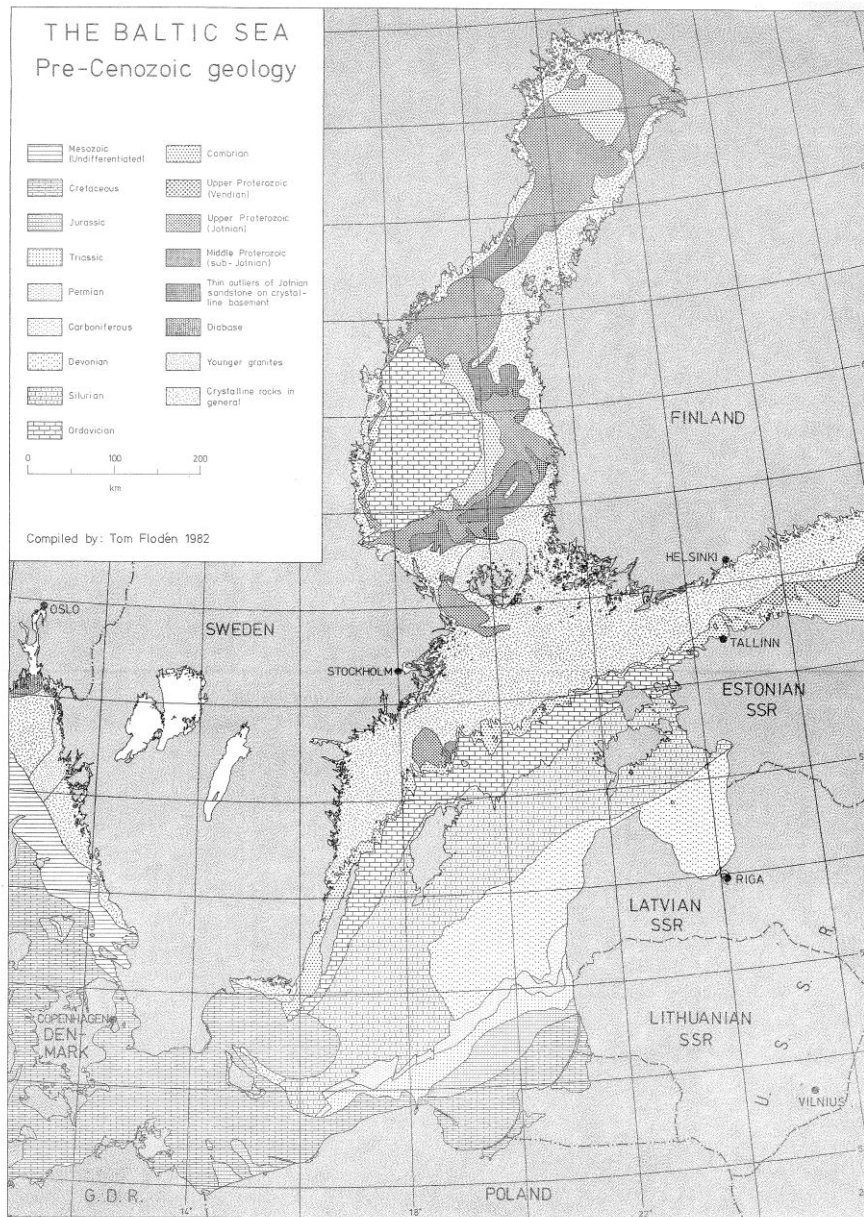 THE BALTIC SEA
Pre-Cenozoic geology
Mesozoic
(Undifferentiated)
Cretaceous
Jurassic
Triassic
Permian
Carboniferous
Devonian
Silurian
Ordovician
Cambrian
Upper Proterozoic
(Vendian)
Upper Proterozoic
(Jotnian)
Middle Proterozoic
(sub-Jotnian)
Thin outliers of Jotnian
sandstone on crystal-
line basement
Diabase
Younger granites
Crystalline rocks in
general
0 100 200
km
Compiled by: Tom Flodén 1982
FINLAND
HELSINKI
OSLO
SWEDEN
STOCKHOLM
TALLINN
ESTONIAN
SSR
RIGA
LATVIAN
SSR
COPENHAGEN
DEN-
MARK
LITHUANIAN
SSR
U. S. S. R.
VILNIUS
G. D. R.
POLAND
14° 18° 22°